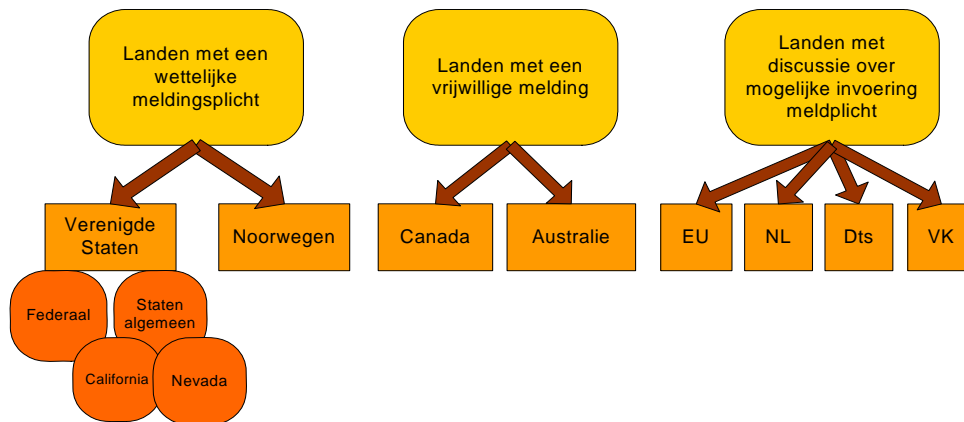 Landen met een
wettelijke
meldingsplicht
Landen met een
vrijwillige melding
Landen met
discussie over
mogelijke invoering
meldplicht
Verenigde
Staten
Noorwegen
Canada
Australie
EU
NL
Dts
VK
Federaal
Staten
algemeen
California
Nevada